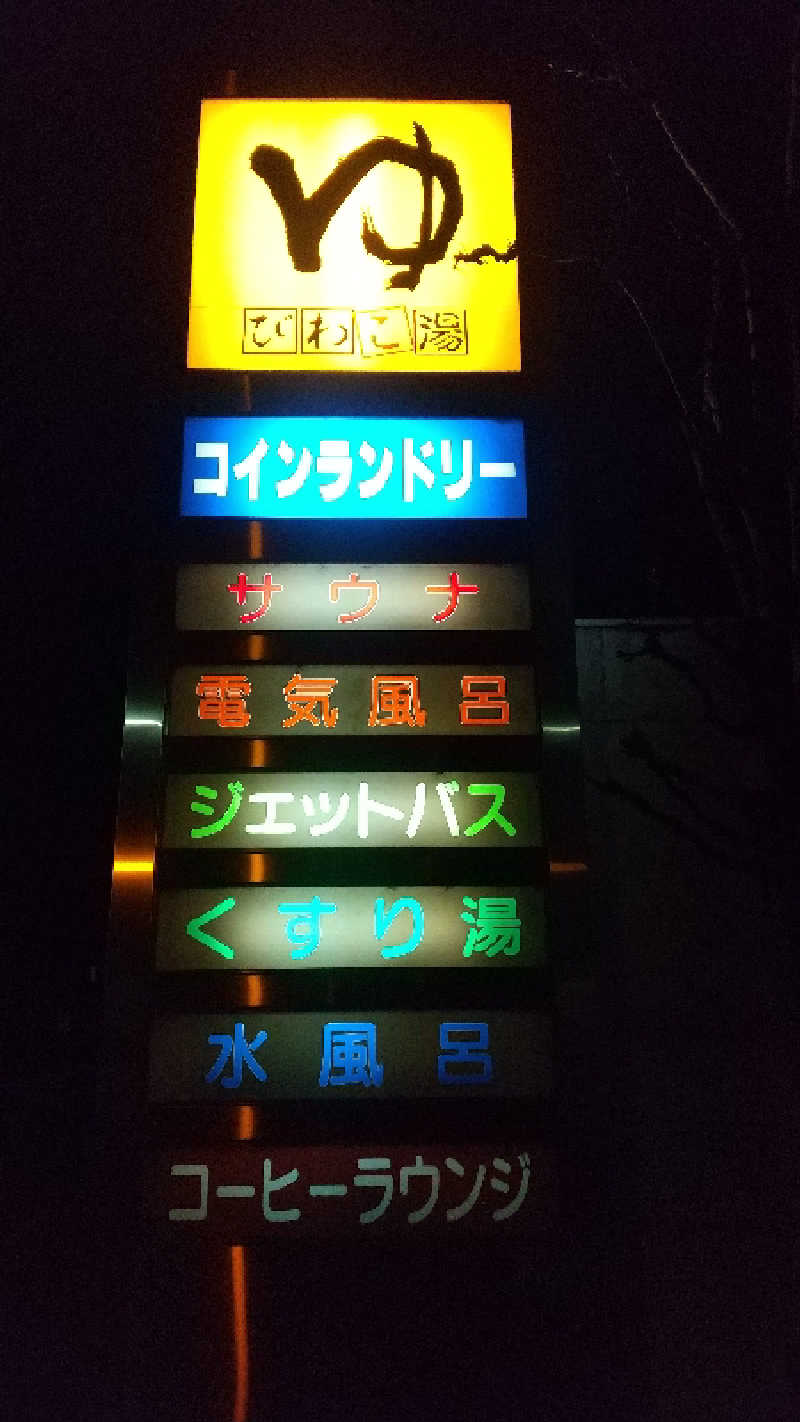 ゆ
びわこ湯
コインランドリー
サウナ
電気風呂
ジェットバス
くすり湯
水風呂
コーヒーラウンジ